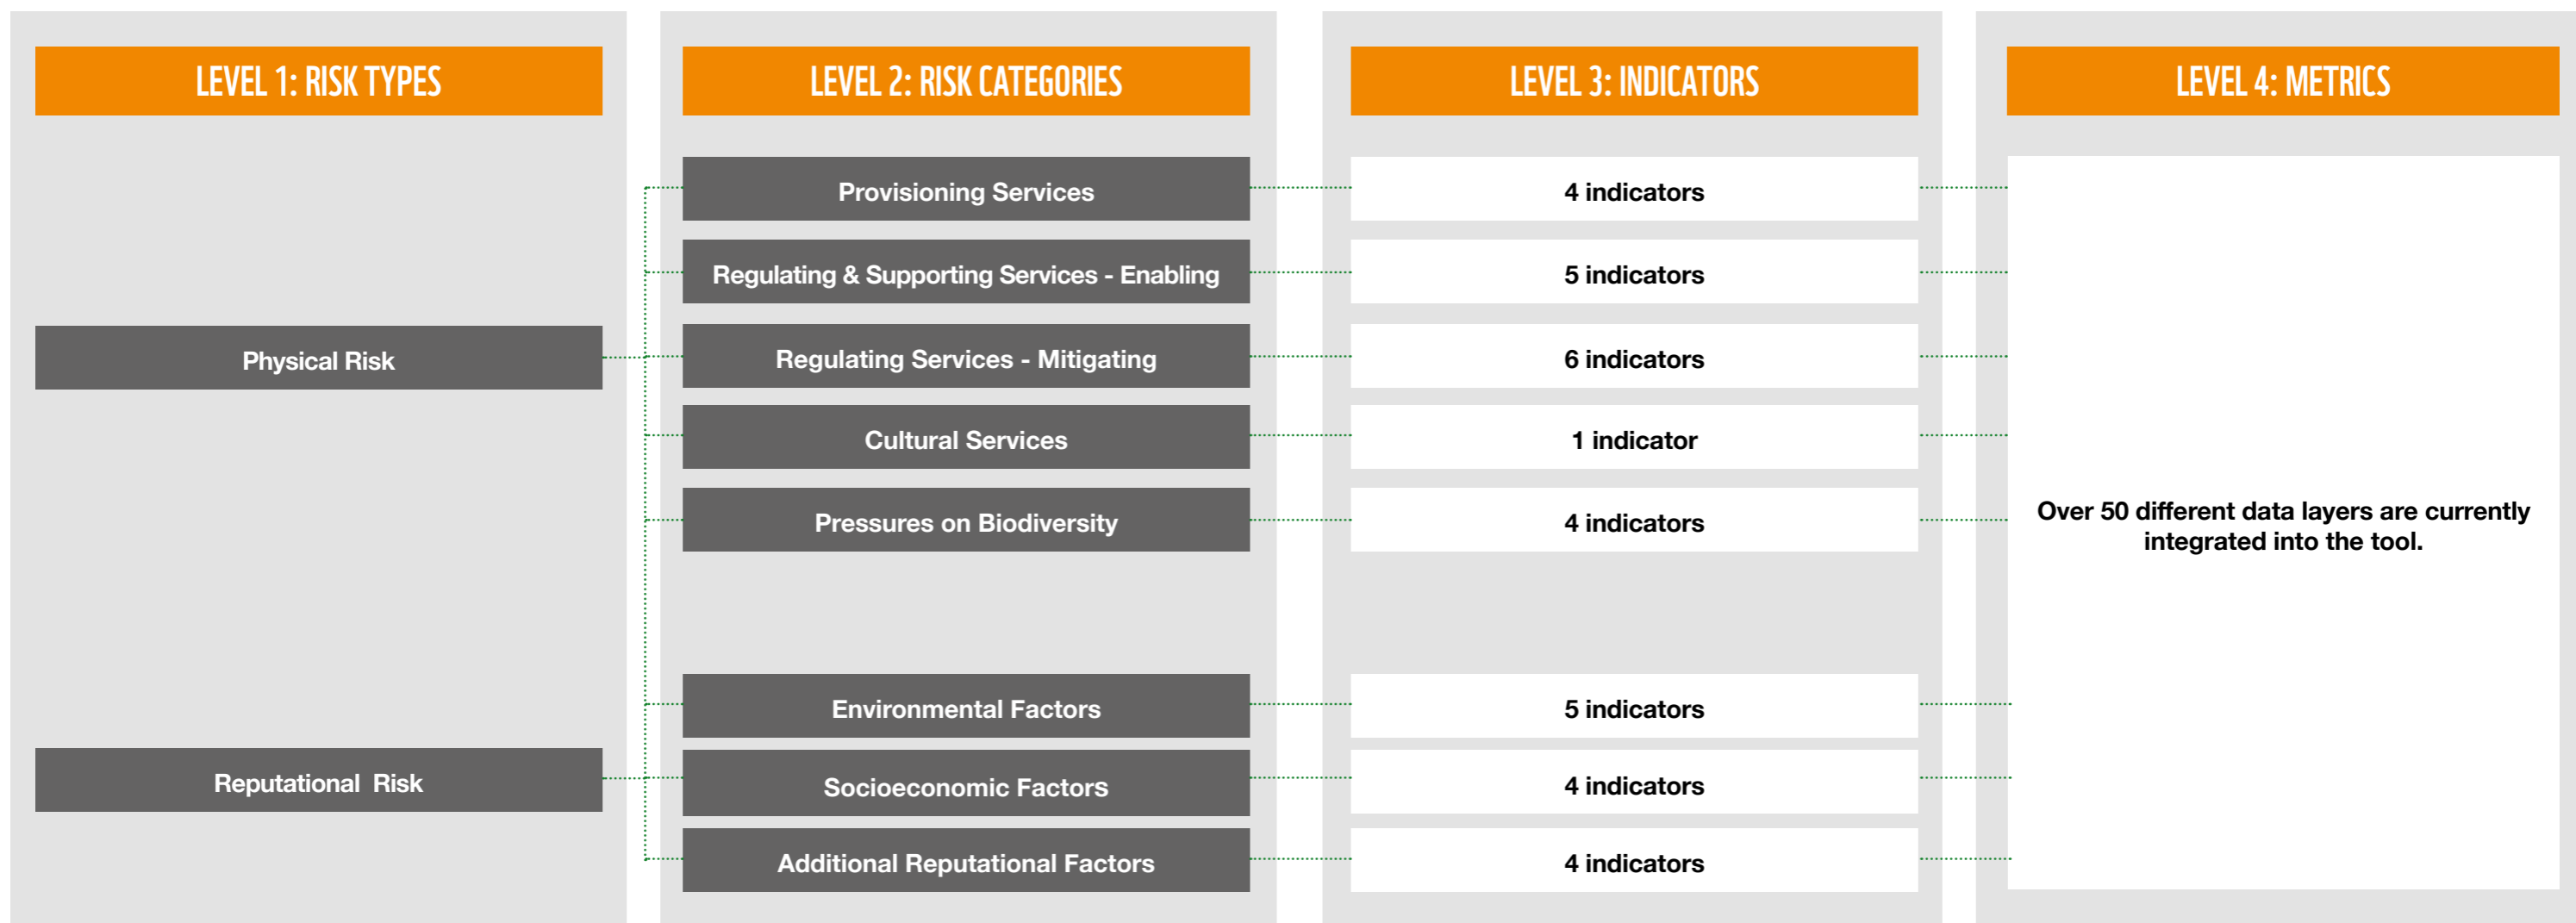 LEVEL 1: RISK TYPES
LEVEL 2: RISK CATEGORIES
LEVEL 3: INDICATORS
LEVEL 4: METRICS
Provisioning Services
4 indicators
Regulating & Supporting Services - Enabling
5 indicators
Physical Risk
Regulating Services - Mitigating
6 indicators
Cultural Services
1 indicator
Pressures on Biodiversity
4 indicators
Over 50 different data layers are currently
integrated into the tool.
Environmental Factors
5 indicators
Reputational Risk
Socioeconomic Factors
4 indicators
Additional Reputational Factors
4 indicators